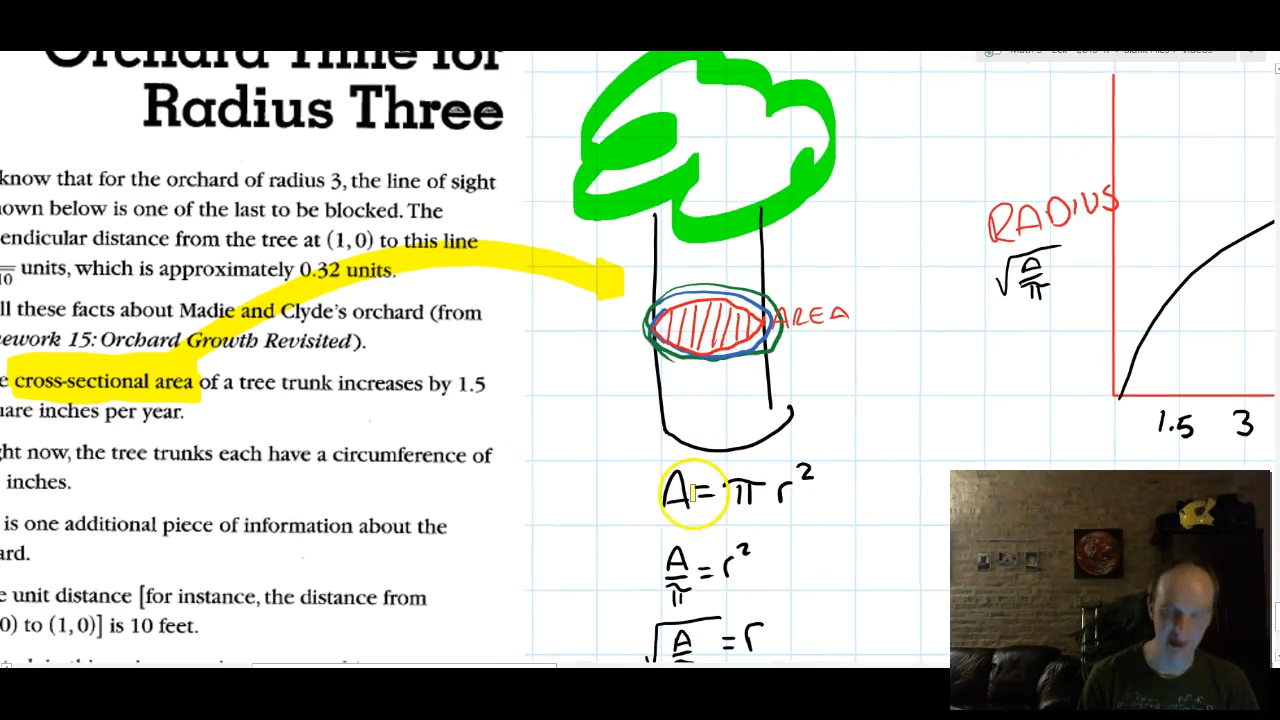 Orchard Time for
Radius Three
know that for the orchard of radius 3, the line of sight
own below is one of the last to be blocked. The
endicular distance from the tree at (1, 0) to this line
10 units, which is approximately 0.32 units.
ll these facts about Madie and Clyde's orchard (from
ework 15: Orchard Growth Revisited).
e cross-sectional area of a tree trunk increases by 1.5
uare inches per year.
ght now, the tree trunks each have a circumference of
inches.
is one additional piece of information about the
ard.
e unit distance [for instance, the distance from
0) to (1, 0)] is 10 feet.
AREA
A = π r²
A/π = r²
√A = r
RADIUS
√A/π
1.5 3